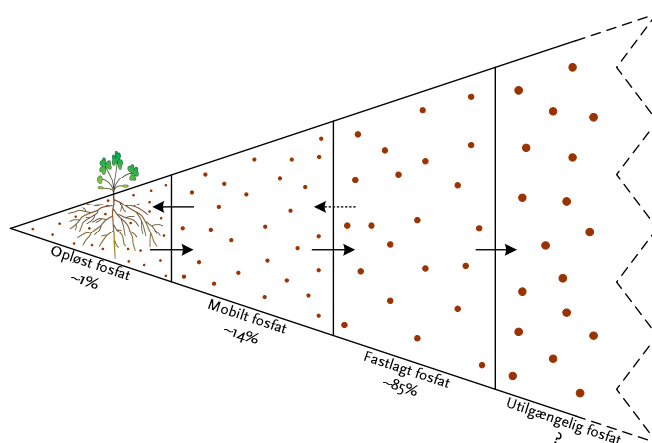 Opløst fosfat
~1%
Mobilt fosfat
~14%
Fastlagt fosfat
~85%
Utilgængelig fosfat
?